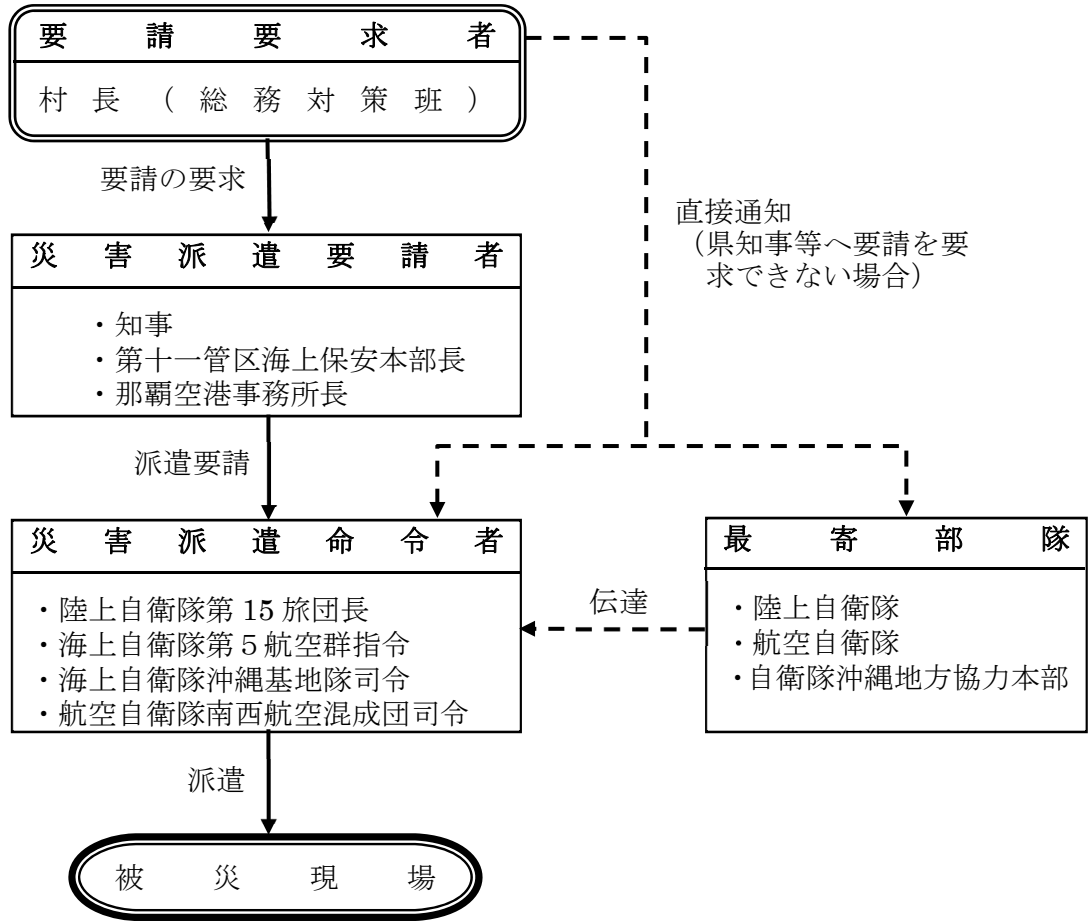 要請要求者
村長（総務対策班）
要請の要求
直接通知
（県知事等へ要請を要
求できない場合）
災害派遣要請者
・知事
・第十一管区海上保安本部長
・那覇空港事務所長
派遣要請
災害派遣命令者
・陸上自衛隊第15旅団長
・海上自衛隊第５航空群指令
・海上自衛隊沖縄基地隊司令
・航空自衛隊南西航空混成団司令
伝達
最寄部隊
・陸上自衛隊
・航空自衛隊
・自衛隊沖縄地方協力本部
派遣
被災現場